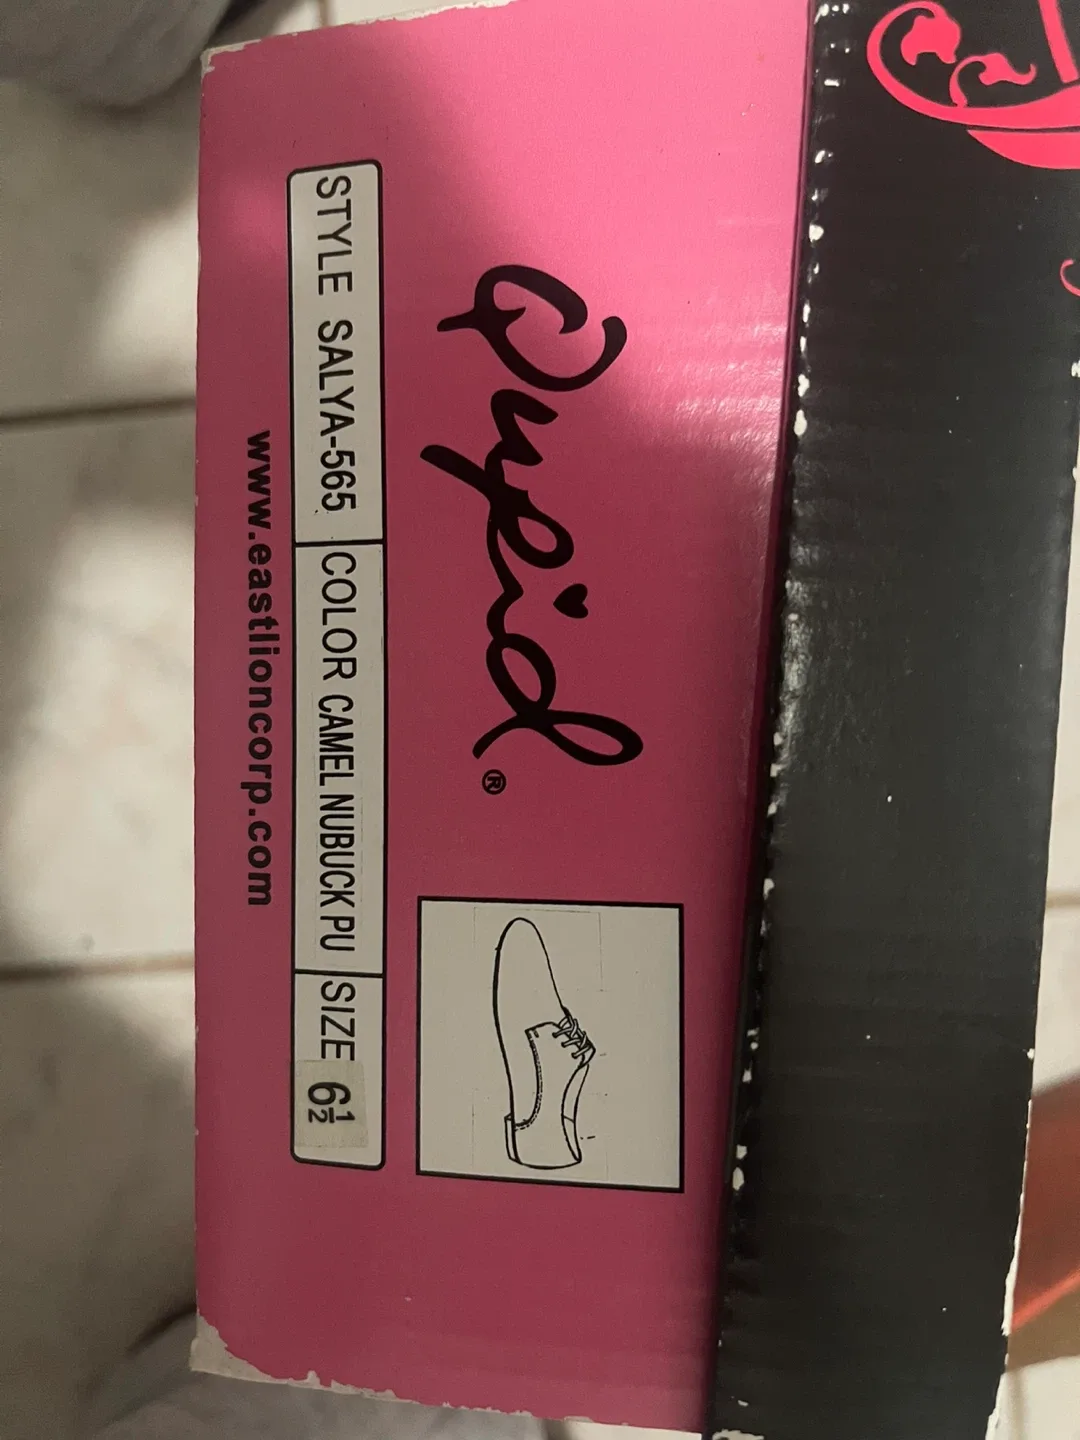 Qupid®
STYLE SALYA-565 COLOR CAMEL NUBUCK PU SIZE 6½
www.eastlioncorp.com